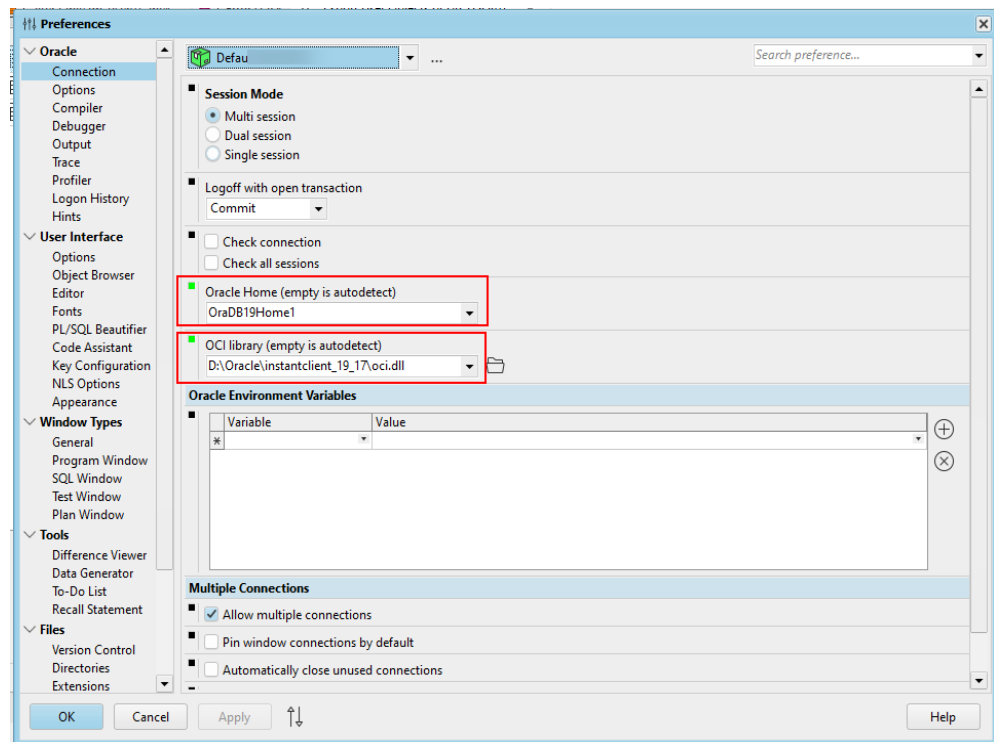 Preferences
Oracle
Connection
Options
Compiler
Debugger
Output
Trace
Profiler
Logon History
Hints
User Interface
Options
Object Browser
Editor
Fonts
PL/SQL Beautifier
Code Assistant
Key Configuration
NLS Options
Appearance
Window Types
General
Program Window
SQL Window
Test Window
Plan Window
Tools
Difference Viewer
Data Generator
To-Do List
Recall Statement
Files
Version Control
Directories
Extensions
Defau
...
Search preference...
Session Mode
Multi session
Dual session
Single session
Logoff with open transaction
Commit
Check connection
Check all sessions
Oracle Home (empty is autodetect)
OraDB19Home1
OCI library (empty is autodetect)
D:\Oracle\instantclient_19_17\oci.dll
Oracle Environment Variables
Variable Value
Multiple Connections
Allow multiple connections
Pin window connections by default
Automatically close unused connections
OK Cancel Apply Help